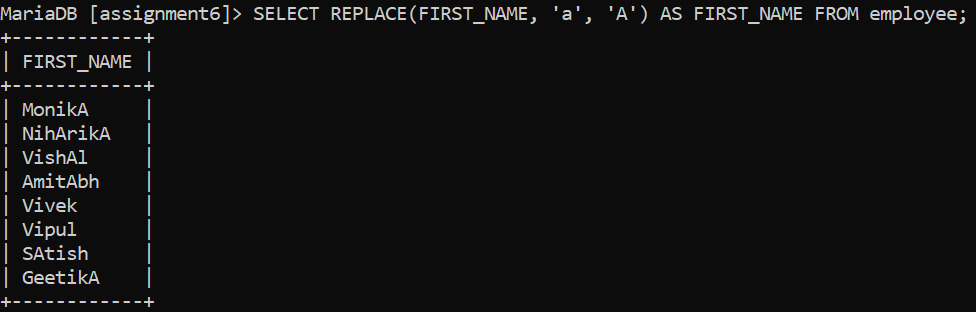 MariaDB [assignment6]> SELECT REPLACE(FIRST_NAME, 'a', 'A') AS FIRST_NAME FROM employee;
+------------+
| FIRST_NAME |
+------------+
| MonikA     |
| NihArikA   |
| VishAl     |
| AmitAbh    |
| Vivek      |
| Vipul      |
| SAtish     |
| GeetikA    |
+------------+